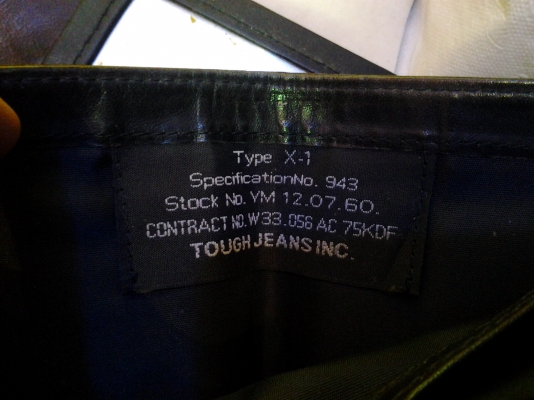 Type X-1
SpecificationNo. 943
Stock No. YM 12.07.60.
CONTRACT NO. W33.056 AC 75KDF
TOUGH JEANS INC.